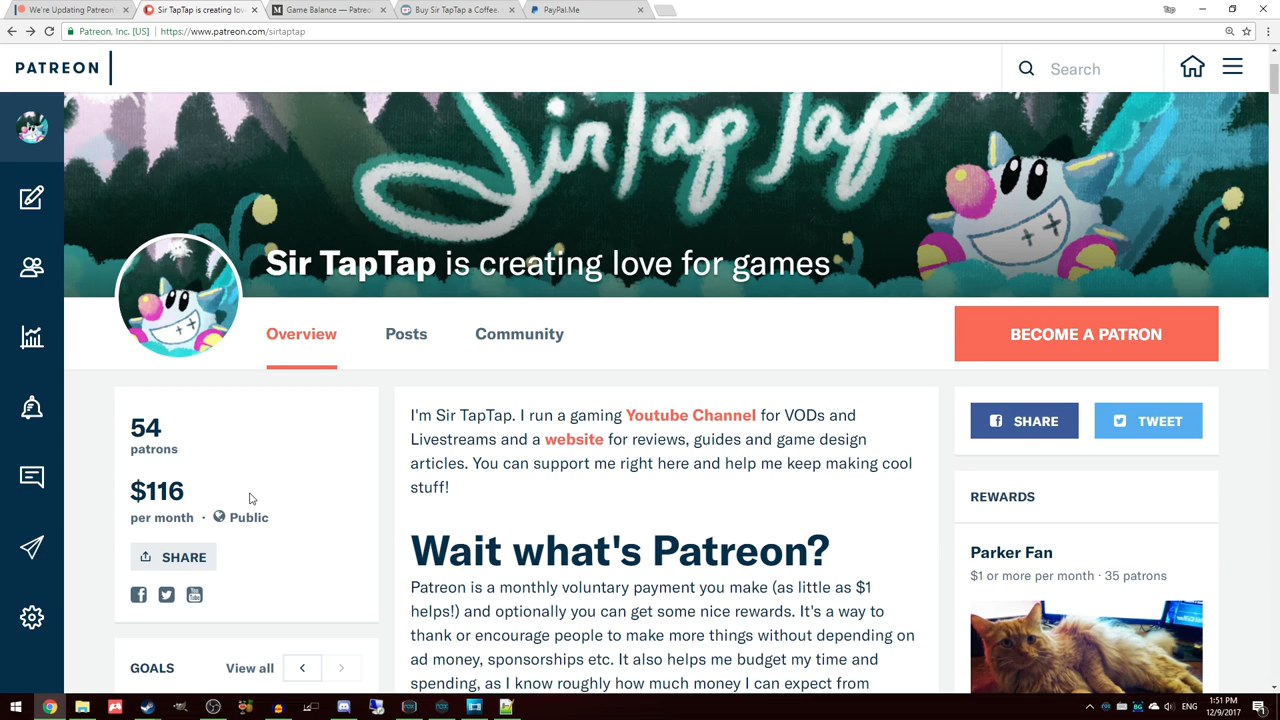 We're Updating Patreon
Sir TapTap is creating lov
Game Balance — Patreo
Buy Sir TapTap a Coffee.
PayPal.Me
Tap
Patreon, Inc. [US]
https://www.patreon.com/sirtaptap
PATREON
Search
SirTapTap
Sir TapTap is creating love for games
Overview
Posts
Community
BECOME A PATRON
54
patrons
$116
per month · Public
SHARE
GOALS
View all
I'm Sir TapTap. I run a gaming Youtube Channel for VODs and
Livestreams and a website for reviews, guides and game design
articles. You can support me right here and help me keep making cool
stuff!
Wait what's Patreon?
Patreon is a monthly voluntary payment you make (as little as $1
helps!) and optionally you can get some nice rewards. It's a way to
thank or encourage people to make more things without depending on
ad money, sponsorships etc. It also helps me budget my time and
spending, as I know roughly how much money I can expect from
SHARE
TWEET
REWARDS
Parker Fan
$1 or more per month · 35 patrons
ENG
1:51 PM
12/9/2017